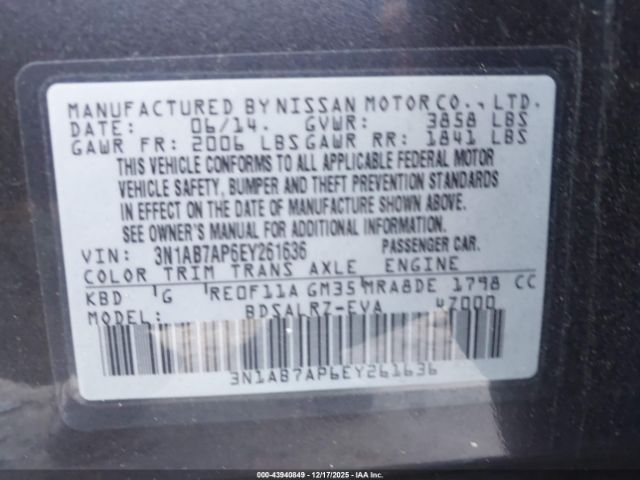 MANUFACTURED BY NISSAN MOTOR CO., LTD.
DATE: 06/14. GVWR: 3858 LBS
GAWR FR: 2006 LBS GAWR RR: 1841 LBS
THIS VEHICLE CONFORMS TO ALL APPLICABLE FEDERAL MOTOR
VEHICLE SAFETY, BUMPER AND THEFT PREVENTION STANDARDS
IN EFFECT ON THE DATE OF MANUFACTURE SHOWN ABOVE.
SEE OWNER'S MANUAL FOR ADDITIONAL INFORMATION.
VIN: 3N1AB7AP6EY261636 PASSENGER CAR.
COLOR TRIM TRANS AXLE ENGINE
KBD G RE0F11A GM35 MRA8DE 1798 CC
MODEL: BDSALRZ-EVA 4Z000
3N1AB7AP6EY261636
000-43940849 - 12/17/2025 - IAA, Inc.